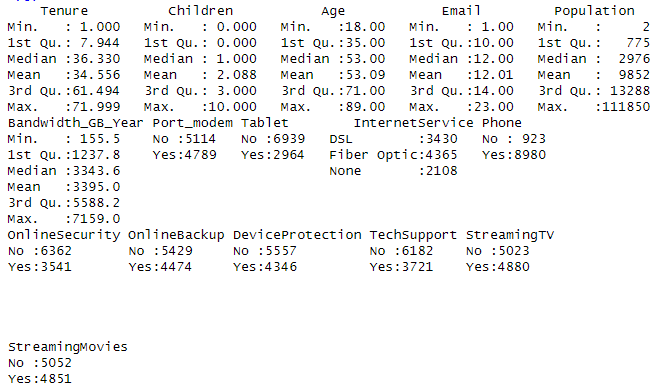 Tenure          Children           Age            Email         Population
Min.   : 1.000   Min.   : 0.000   Min.   :18.00   Min.   : 1.00   Min.   :     2
1st Qu.: 7.944   1st Qu.: 0.000   1st Qu.:35.00   1st Qu.:10.00   1st Qu.:   775
Median :36.330   Median : 1.000   Median :53.00   Median :12.00   Median :  2976
Mean   :34.556   Mean   : 2.088   Mean   :53.09   Mean   :12.01   Mean   :  9852
3rd Qu.:61.494   3rd Qu.: 3.000   3rd Qu.:71.00   3rd Qu.:14.00   3rd Qu.: 13288
Max.   :71.999   Max.   :10.000   Max.   :89.00   Max.   :23.00   Max.   :111850
Bandwidth_GB_Year Port_modem Tablet        InternetService Phone
Min.   : 155.5    No :5114   No :6939   DSL        :3430   No : 923
1st Qu.:1237.8    Yes:4789   Yes:2964   Fiber Optic:4365   Yes:8980
Median :3343.6                          None       :2108
Mean   :3395.0
3rd Qu.:5588.2
Max.   :7159.0
OnlineSecurity OnlineBackup DeviceProtection TechSupport StreamingTV
No :6362       No :5429     No :5557         No :6182    No :5023
Yes:3541       Yes:4474     Yes:4346         Yes:3721    Yes:4880
StreamingMovies
No :5052
Yes:4851